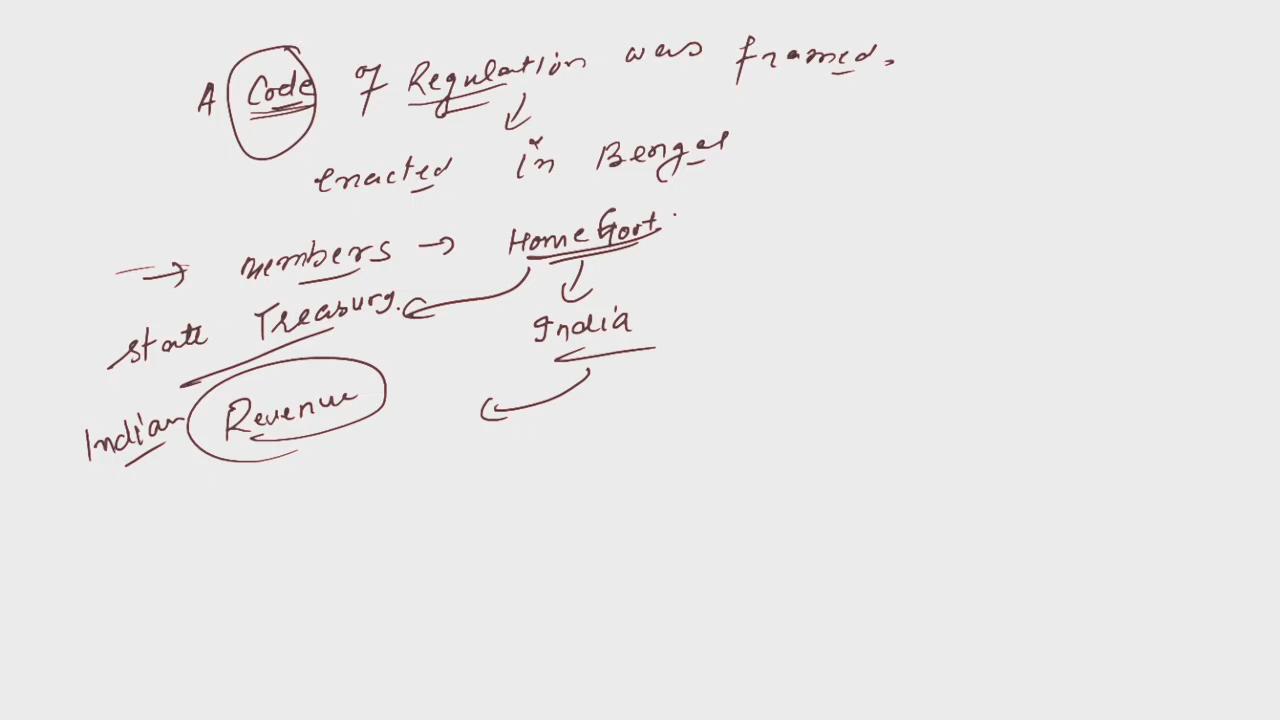 A Code of Regulation was framed.
enacted in Bengal
→ members → Home Govt.
State Treasury.
India
Indian Revenue